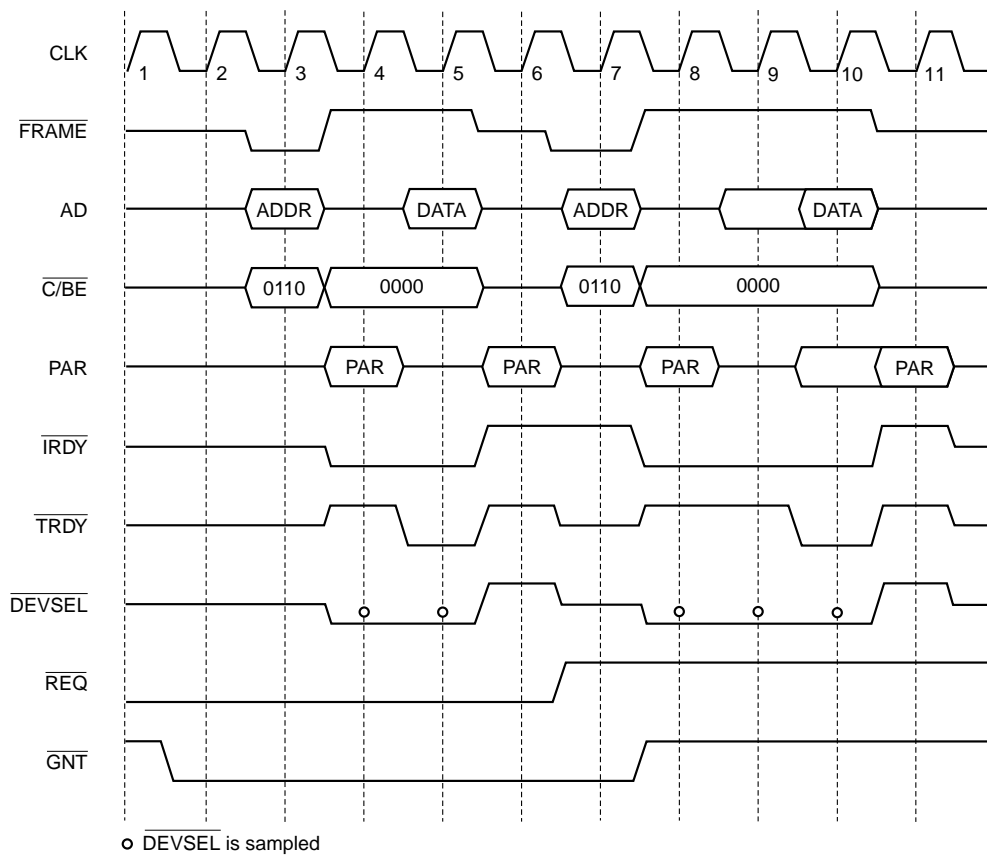 CLK
1 2 3 4 5 6 7 8 9 10 11
FRAME
AD
ADDR DATA ADDR DATA
C/BE
0110 0000 0110 0000
PAR
PAR PAR PAR PAR
IRDY
TRDY
DEVSEL
REQ
GNT
DEVSEL is sampled